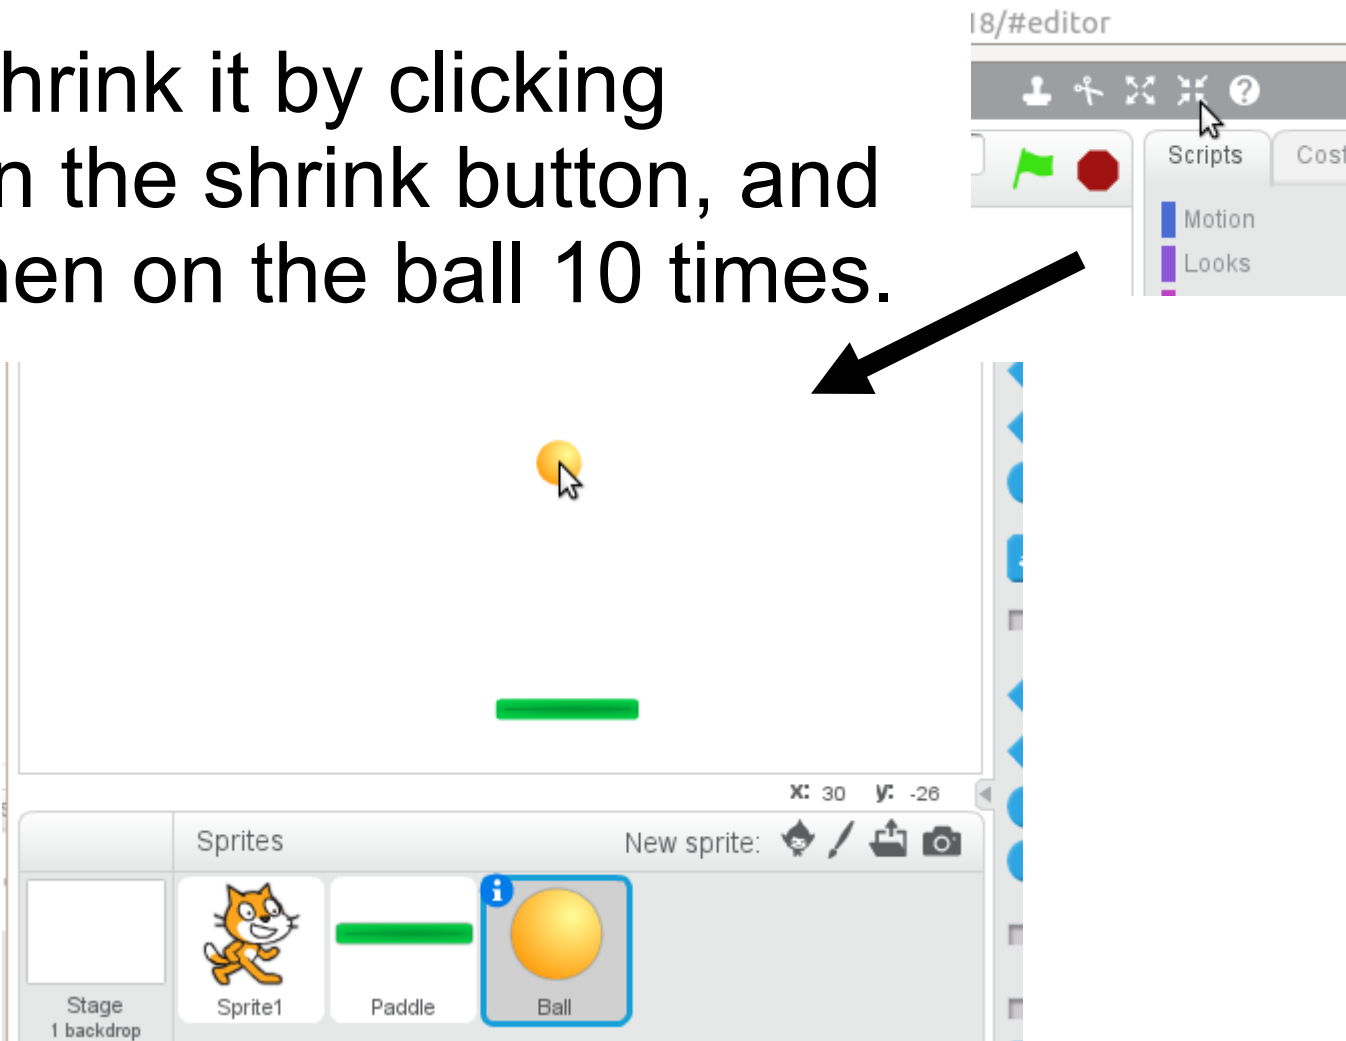 18/#editor
hrink it by clicking
n the shrink button, and
hen on the ball 10 times.
Scripts Cost
Motion
Looks
X: 30 y: -26
Sprites New sprite:
Stage
1 backdrop
Sprite1 Paddle Ball